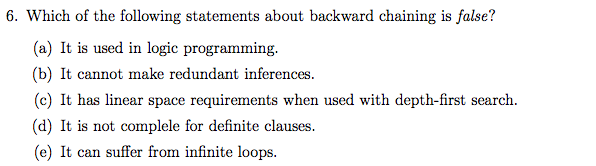 6. Which of the following statements about backward chaining is false?
(a) It is used in logic programming.
(b) It cannot make redundant inferences.
(c) It has linear space requirements when used with depth-first search.
(d) It is not complele for definite clauses.
(e) It can suffer from infinite loops.